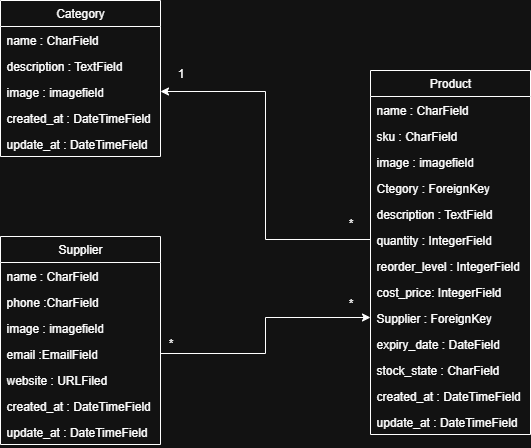 Category
name : CharField
description : TextField
image : imagefield
created_at : DateTimeField
update_at : DateTimeField
1
Product
name : CharField
sku : CharField
image : imagefield
Ctegory : ForeignKey
description : TextField
quantity : IntegerField
reorder_level : IntegerField
cost_price: IntegerField
Supplier : ForeignKey
expiry_date : DateField
stock_state : CharField
created_at : DateTimeField
update_at : DateTimeField
*
*
Supplier
name : CharField
phone :CharField
image : imagefield
email :EmailField
website : URLFiled
created_at : DateTimeField
update_at : DateTimeField
*